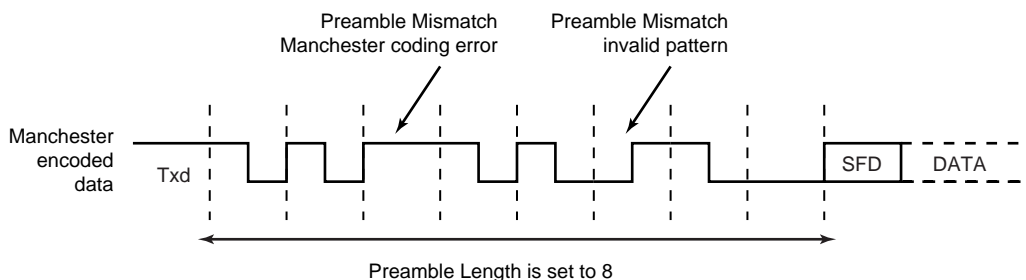 Preamble Mismatch
Manchester coding error
Preamble Mismatch
invalid pattern
Manchester
encoded
data
Txd
SFD
DATA
Preamble Length is set to 8